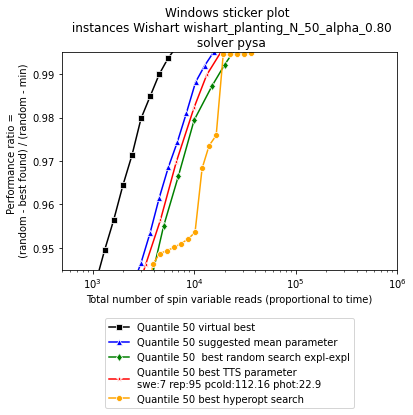 Windows sticker plot
instances Wishart wishart_planting_N_50_alpha_0.80
solver pysa
Performance ratio =
(random - best found) / (random - min)
0.99
0.98
0.97
0.96
0.95
10^3
10^4
10^5
10^6
Total number of spin variable reads (proportional to time)
Quantile 50 virtual best
Quantile 50 suggested mean parameter
Quantile 50  best random search expl-expl
Quantile 50 best TTS parameter
swe:7 rep:95 pcold:112.16 phot:22.9
Quantile 50 best hyperopt search